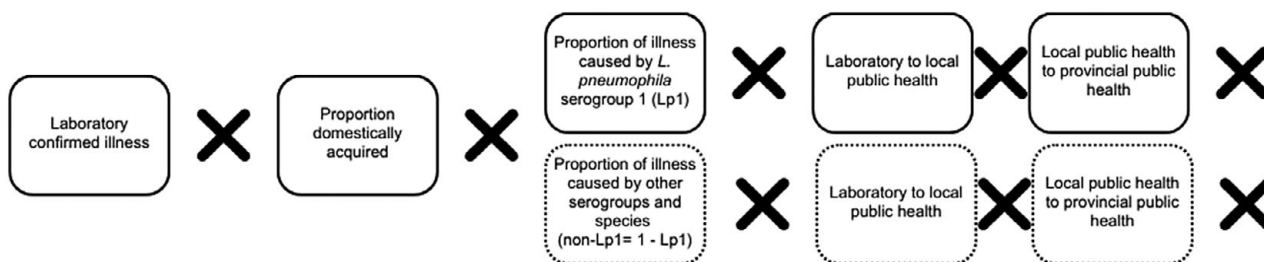 Laboratory
confirmed illness
Proportion
domestically
acquired
Proportion of illness
caused by L.
pneumophila
serogroup 1 (Lp1)
Laboratory to local
public health
Local public health
to provincial public
health
Proportion of illness
caused by other
serogroups and
species
(non-Lp1= 1 - Lp1)
Laboratory to local
public health
Local public health
to provincial public
health